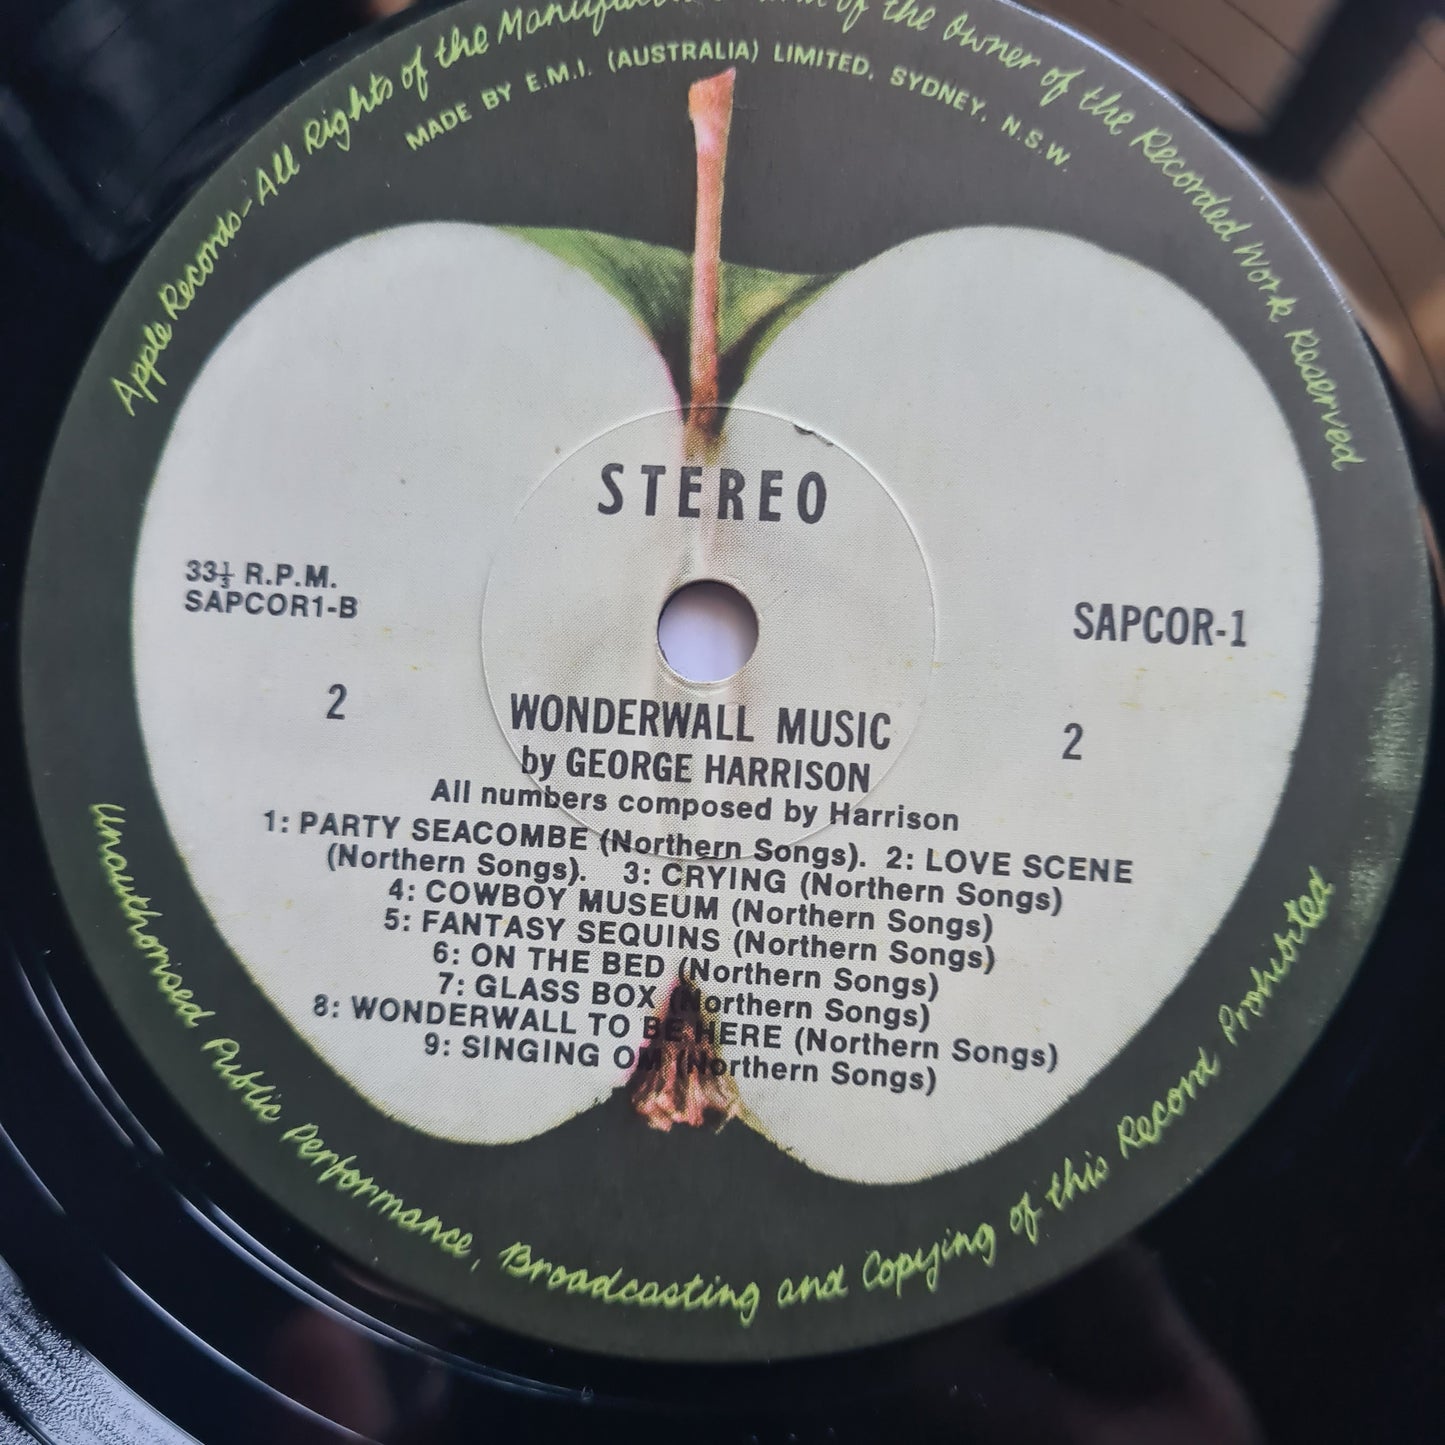 Apple Records-All Rights of the Manufacturer and of the Owner of the Recorded Work Reserved
MADE BY E.M.I. (AUSTRALIA) LIMITED, SYDNEY, N.S.W.
STEREO
33⅓ R.P.M.
SAPCOR1-B
SAPCOR-1
2
2
WONDERWALL MUSIC
by GEORGE HARRISON
All numbers composed by Harrison
1: PARTY SEACOMBE (Northern Songs). 2: LOVE SCENE
(Northern Songs). 3: CRYING (Northern Songs)
4: COWBOY MUSEUM (Northern Songs)
5: FANTASY SEQUINS (Northern Songs)
6: ON THE BED (Northern Songs)
7: GLASS BOX (Northern Songs)
8: WONDERWALL TO BE HERE (Northern Songs)
9: SINGING OM (Northern Songs)
Unauthorised Public Performance, Broadcasting and Copying of this Record Prohibited